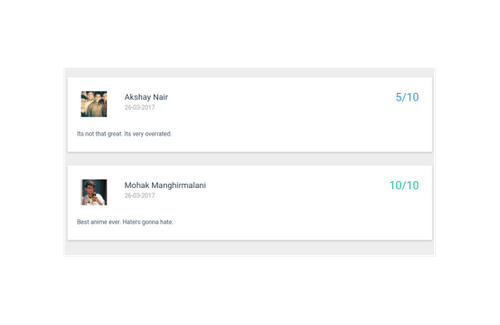 Akshay Nair
5/10
26-03-2017
Its not that great. Its very overrated.
Mohak Manghirmalani
10/10
26-03-2017
Best anime ever. Haters gonna hate.